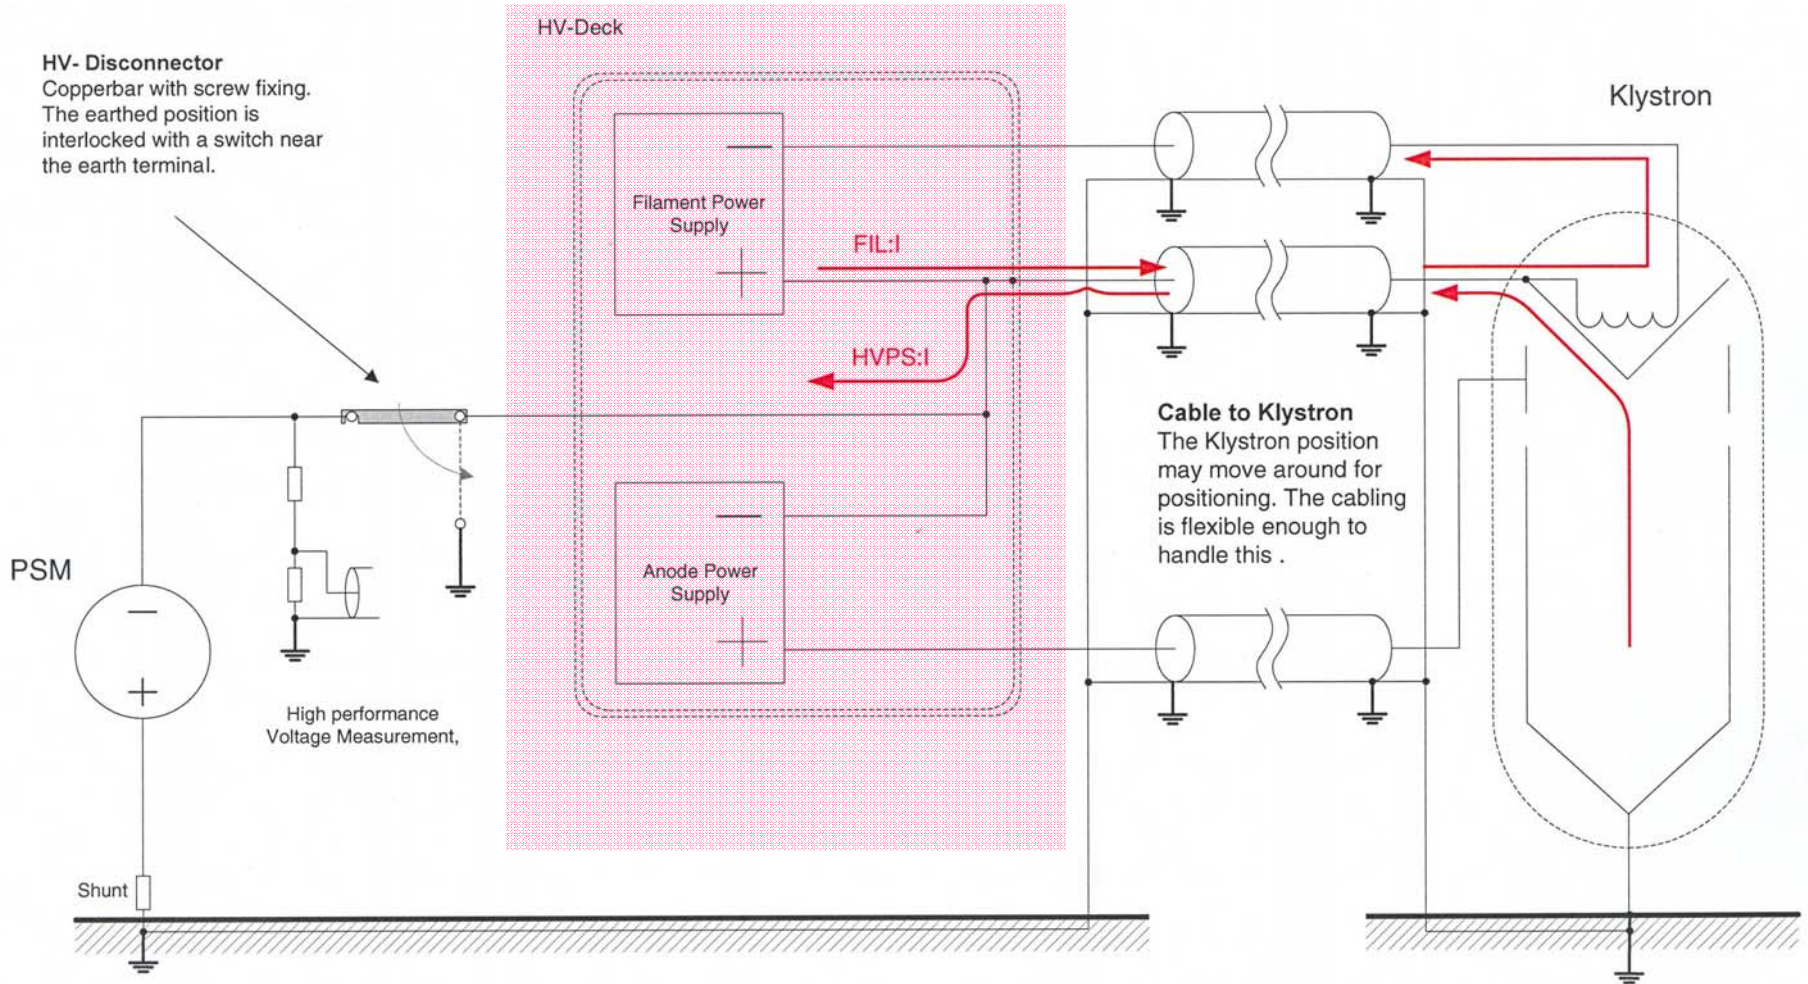 HV-Deck
HV- Disconnector
Copperbar with screw fixing.
The earthed position is
interlocked with a switch near
the earth terminal.
Klystron
Filament Power
Supply
FIL:I
HVPS:I
Cable to Klystron
The Klystron position
may move around for
positioning. The cabling
is flexible enough to
handle this .
PSM
Anode Power
Supply
High performance
Voltage Measurement,
Shunt